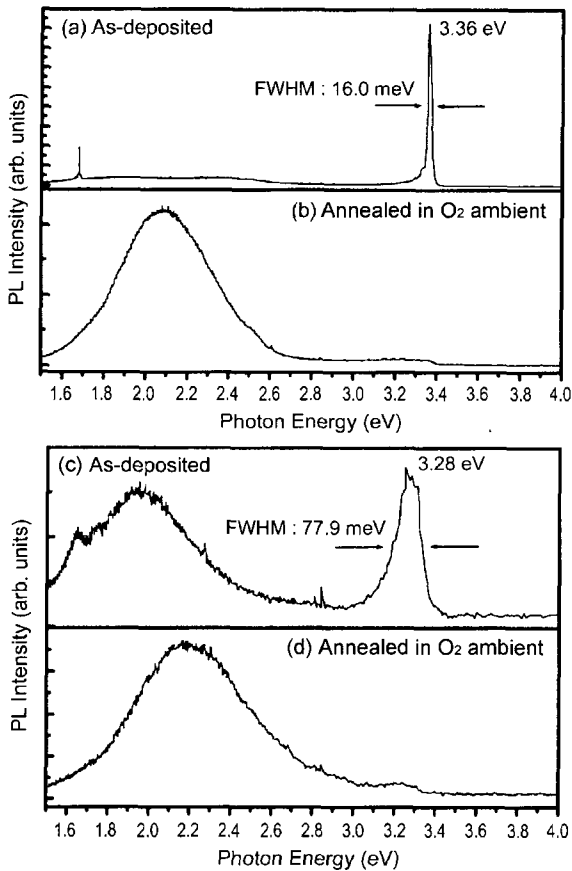 (a) As-deposited
3.36 eV
FWHM : 16.0 meV
(b) Annealed in O₂ ambient
PL Intensity (arb. units)
1.6 1.8 2.0 2.2 2.4 2.6 2.8 3.0 3.2 3.4 3.6 3.8 4.0
Photon Energy (eV)
(c) As-deposited
3.28 eV
FWHM : 77.9 meV
(d) Annealed in O₂ ambient
PL Intensity (arb. units)
1.6 1.8 2.0 2.2 2.4 2.6 2.8 3.0 3.2 3.4 3.6 3.8 4.0
Photon Energy (eV)